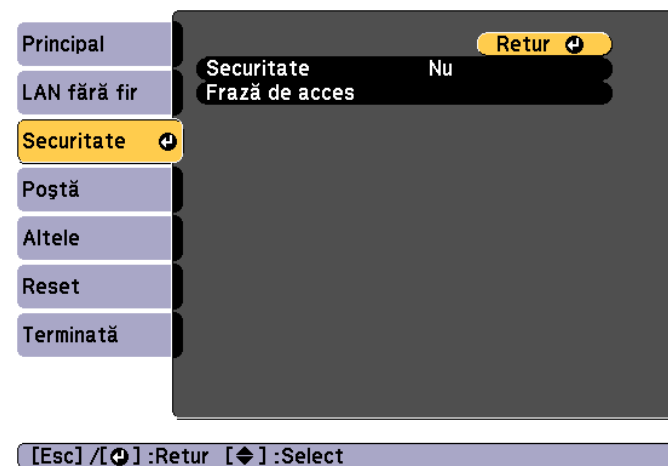 Principal
LAN fără fir
Securitate
Poştă
Altele
Reset
Terminată
Retur
Securitate Nu
Frază de acces
[Esc] /[ ] :Retur [ ] :Select